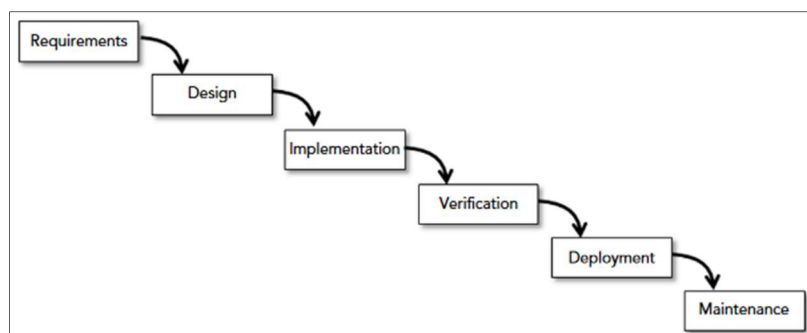 Requirements
Design
Implementation
Verification
Deployment
Maintenance